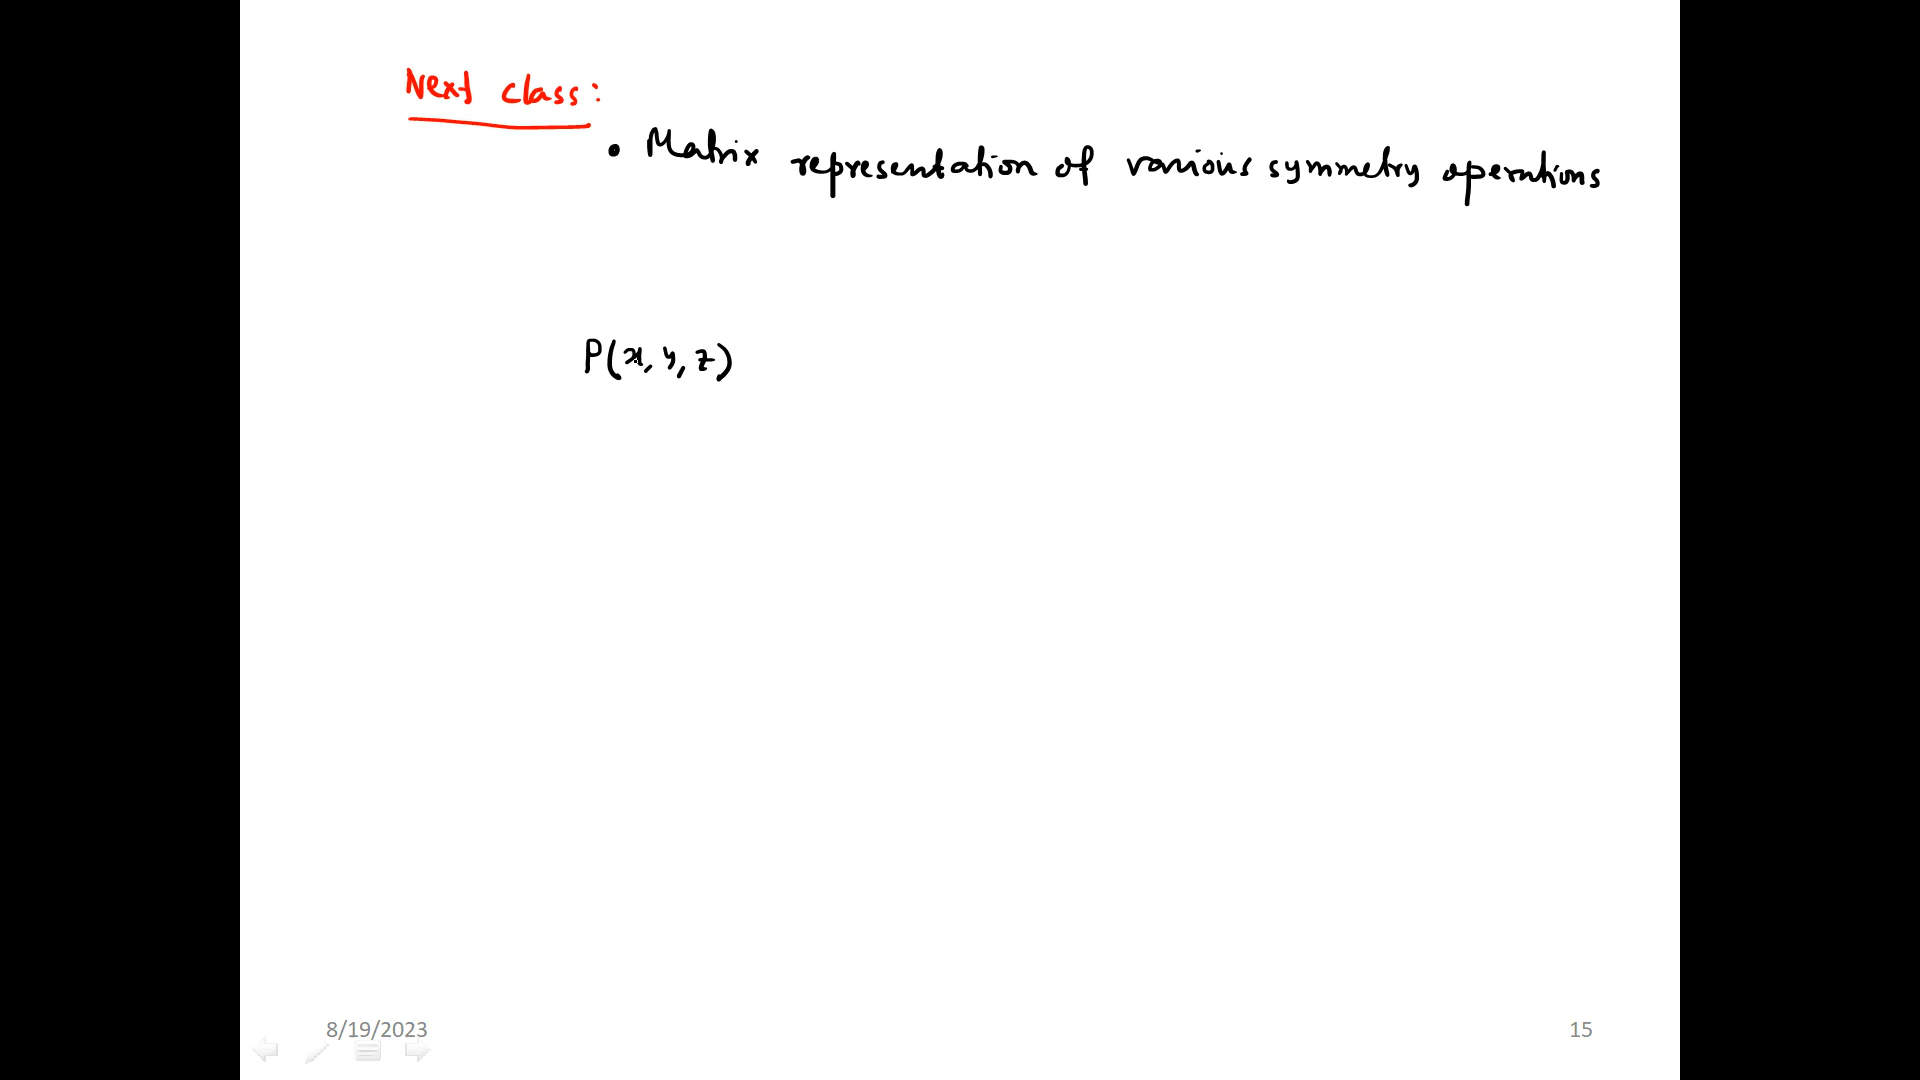 Next class:
• Matrix representation of various symmetry operations
P(x, y, z)
8/19/2023
15